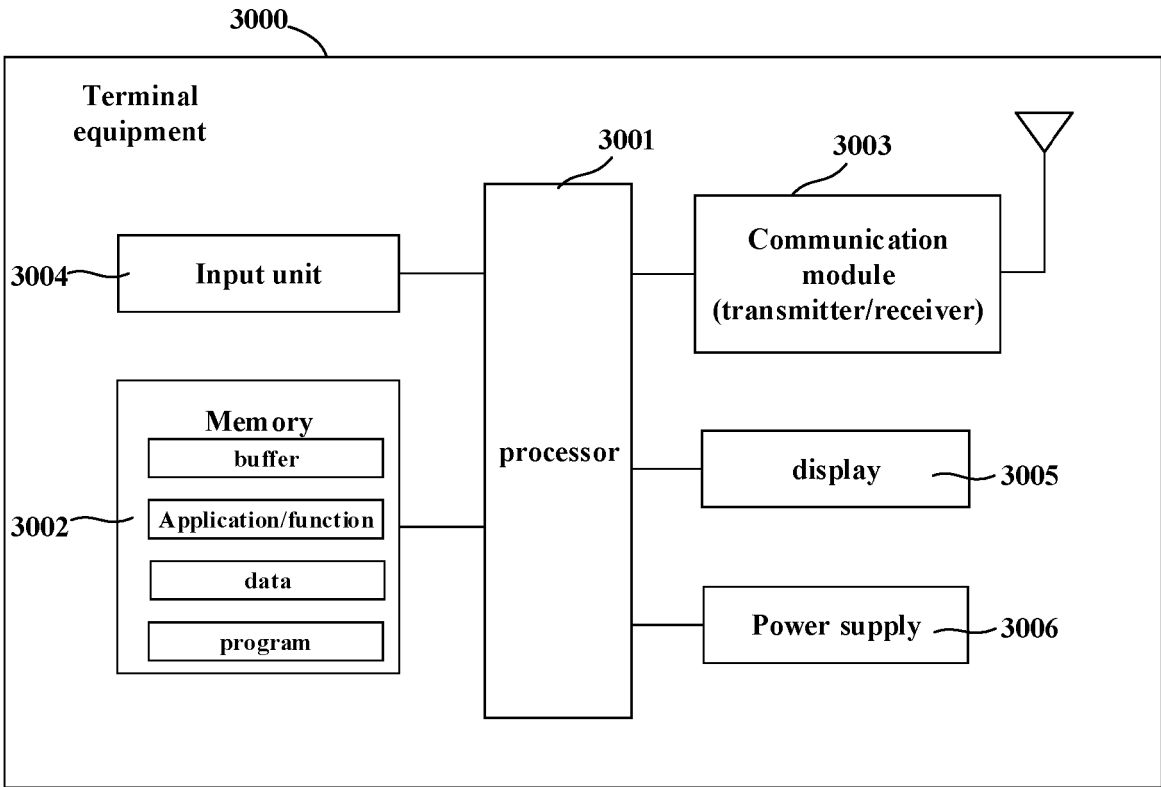 3000
Terminal
equipment
3001
3003
Communication
module
(transmitter/receiver)
3004
Input unit
Memory
buffer
3002
Application/function
data
program
processor
display
3005
Power supply
3006